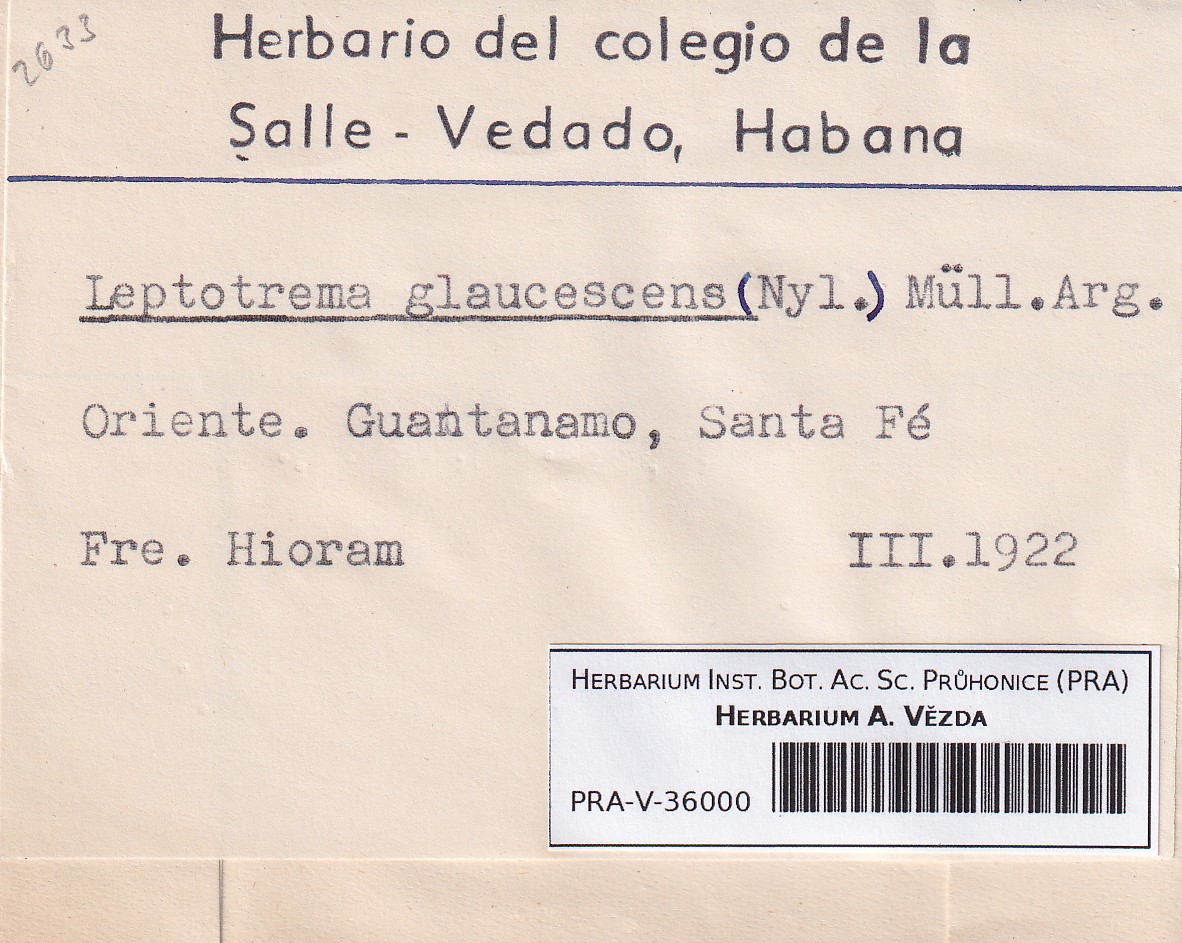 2633
Herbario del colegio de la
Salle - Vedado, Habana
Leptotrema glaucescens (Nyl.) Müll.Arg.
Oriente. Guantanamo, Santa Fé
Fre. Hioram III.1922
HERBARIUM INST. BOT. AC. SC. PRŮHONICE (PRA)
HERBARIUM A. VĚZDA
PRA-V-36000